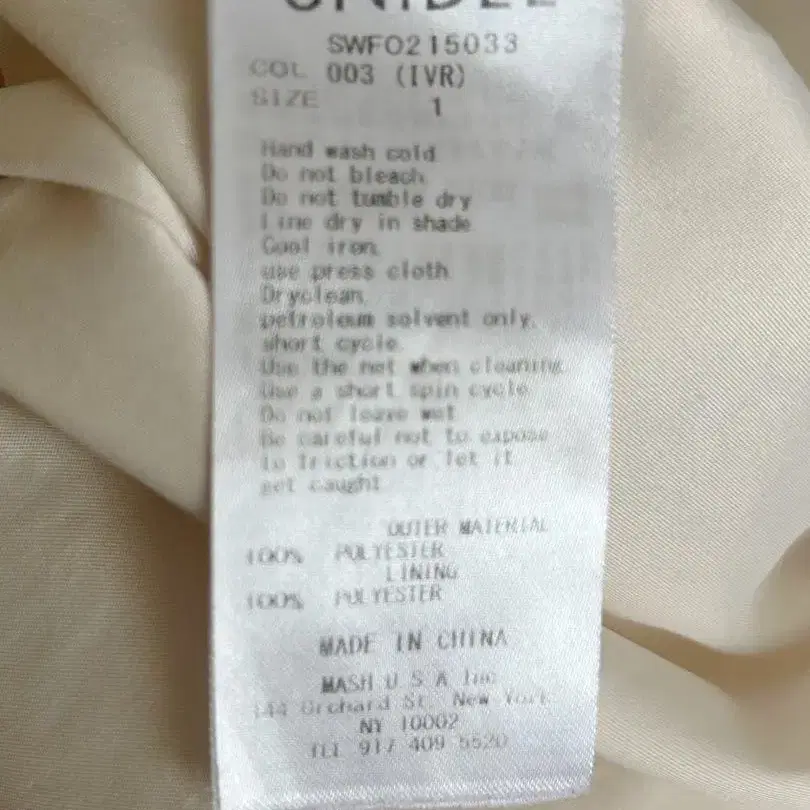 SNIDEL
SWFO215033
COL 003 (IVR)
SIZE 1
Hand wash cold
Do not bleach
Do not tumble dry
Line dry in shade
Cool iron
use press cloth
Dryclean
petroleum solvent only.
short cycle.
Use the net when cleaning
Use a short spin cycle
Do not leave wet
Be careful not to expose
to friction or let it
get caught
OUTER MATERIAL
100% POLYESTER
LINING
100% POLYESTER
MADE IN CHINA
MASH U S A Inc
144 Orchard St. New York
NY 10002
TEL 917 409 5520